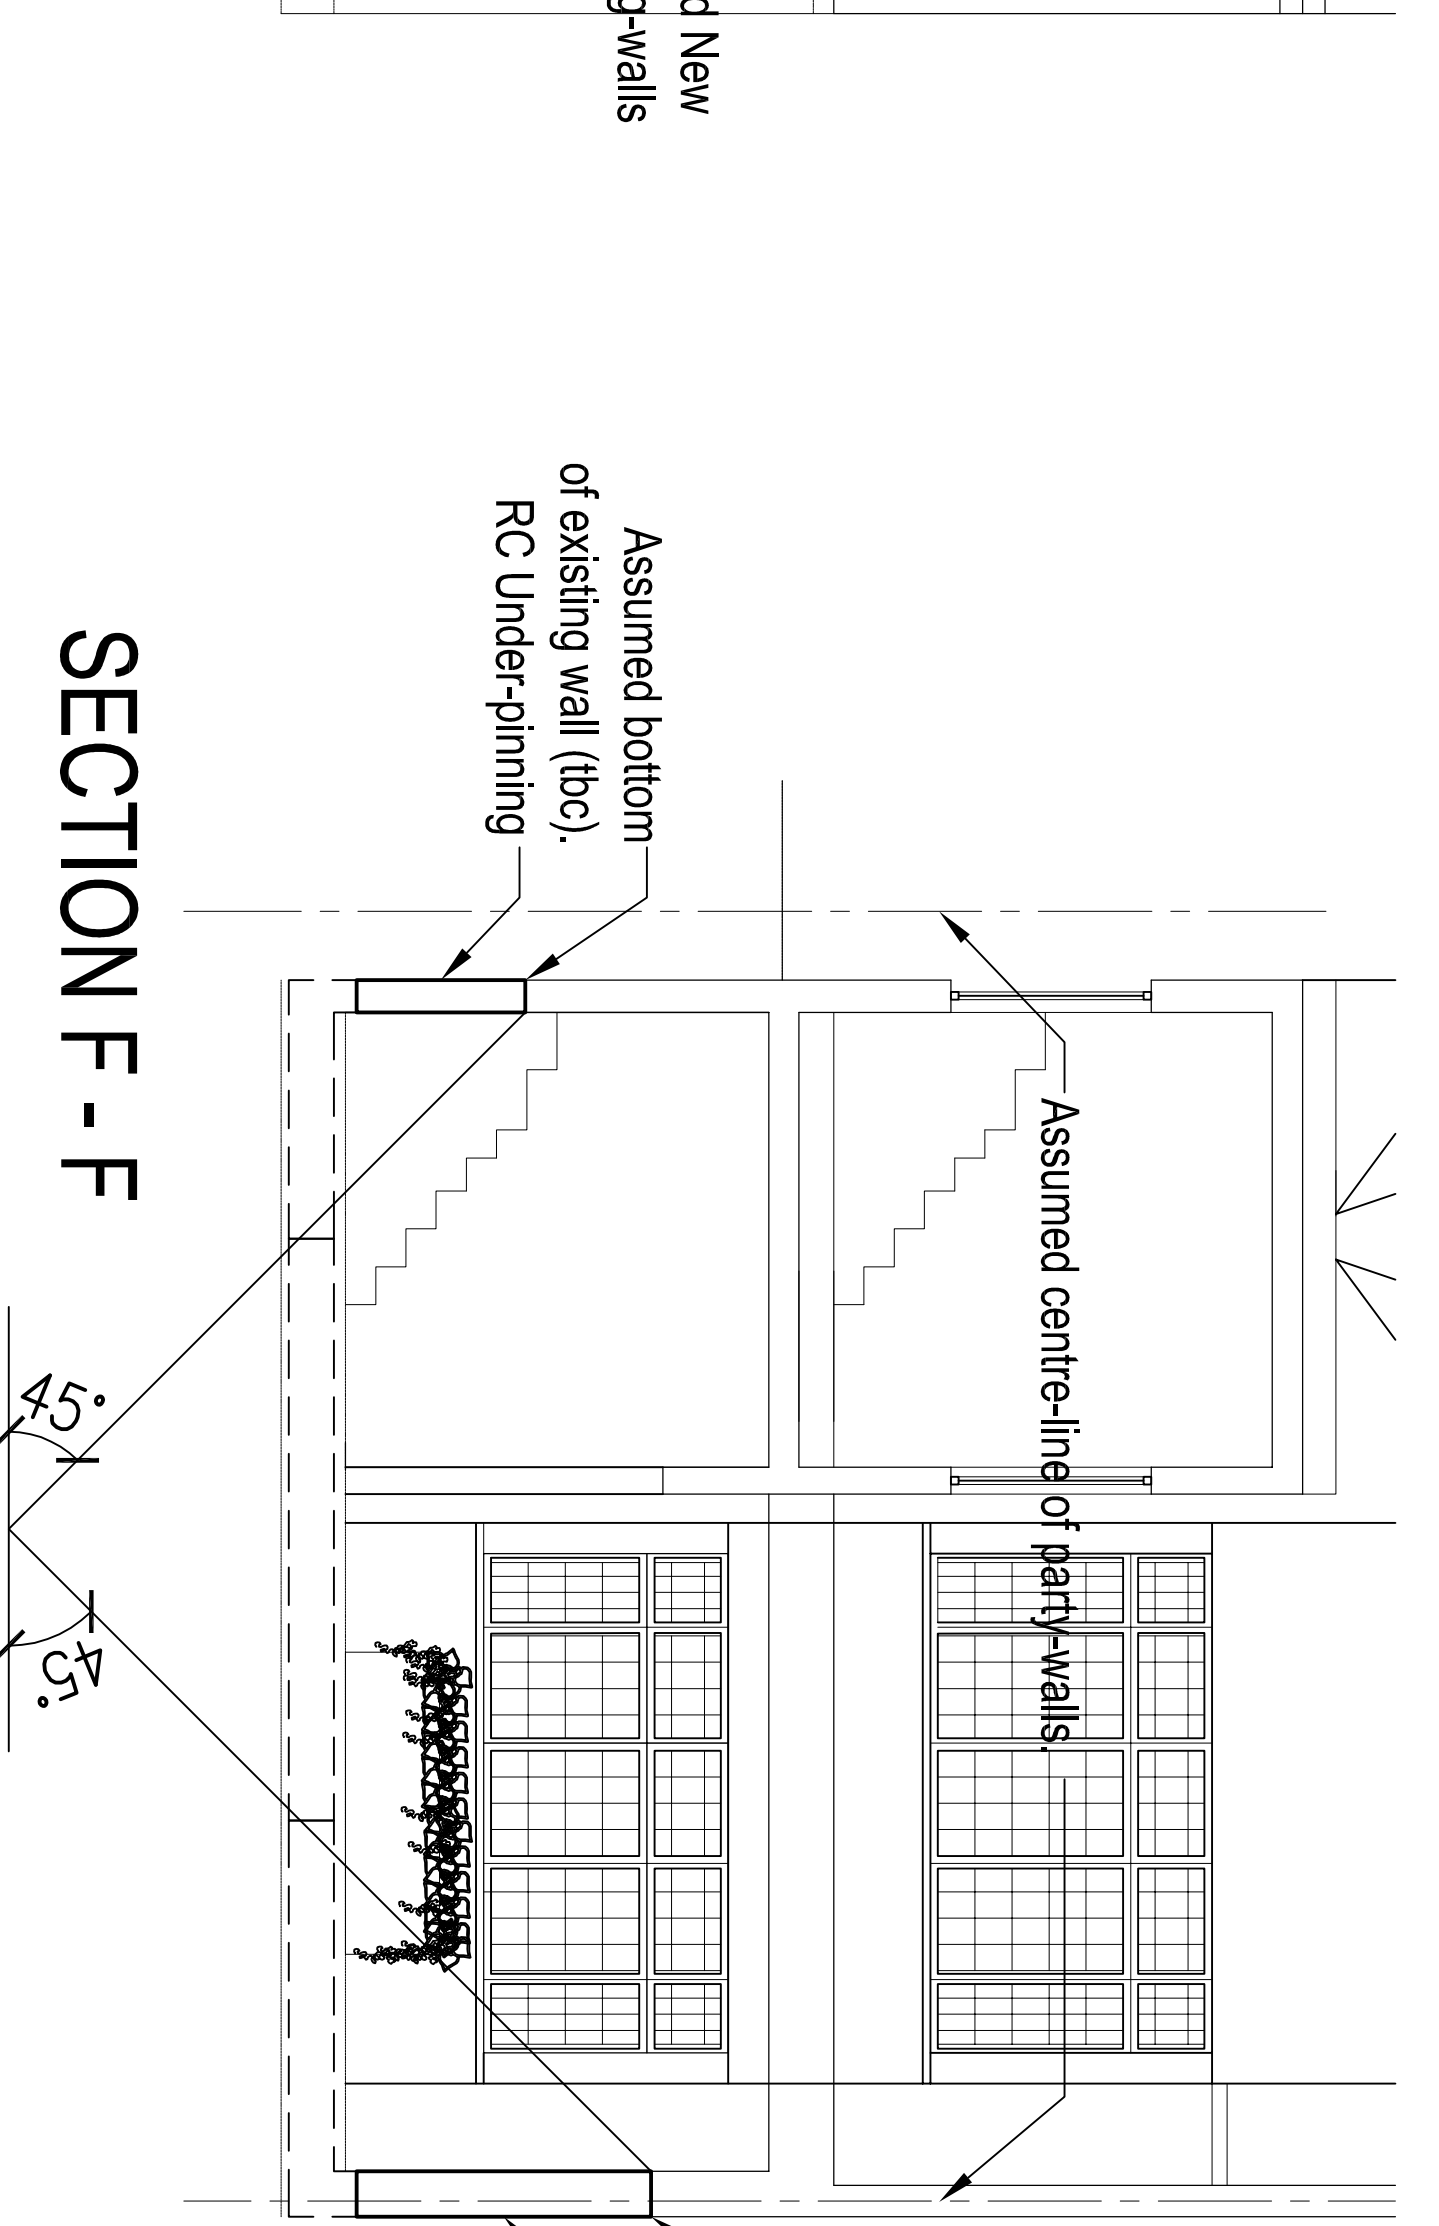 New
-walls
Assumed bottom
of existing wall (tbc).
RC Under-pinning
Assumed centre-line of party-walls.
45°
45°
SECTION F - F